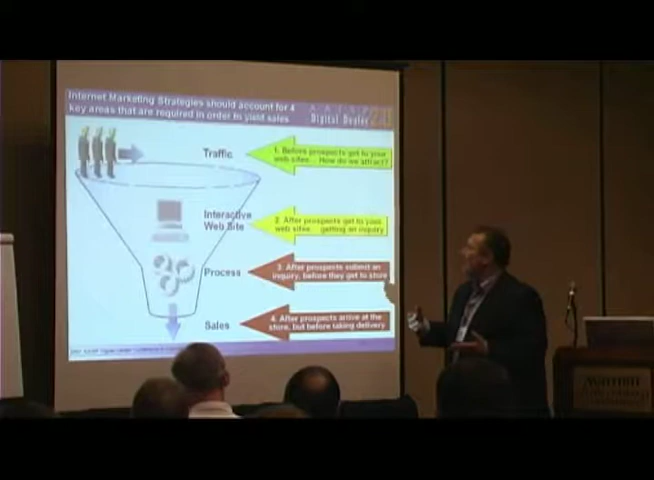 Internet Marketing Strategies should account for 4
key areas that are required in order to yield sales
Digital Dealer
Traffic
1. Before prospects get to your
web sites... How do we attract?
Interactive
Web Site
2. After prospects get to your
web sites... getting an inquiry
Process
3. After prospects submit an
inquiry, before they get to store
Sales
4. After prospects arrive at the
store, but before taking delivery
Marriott